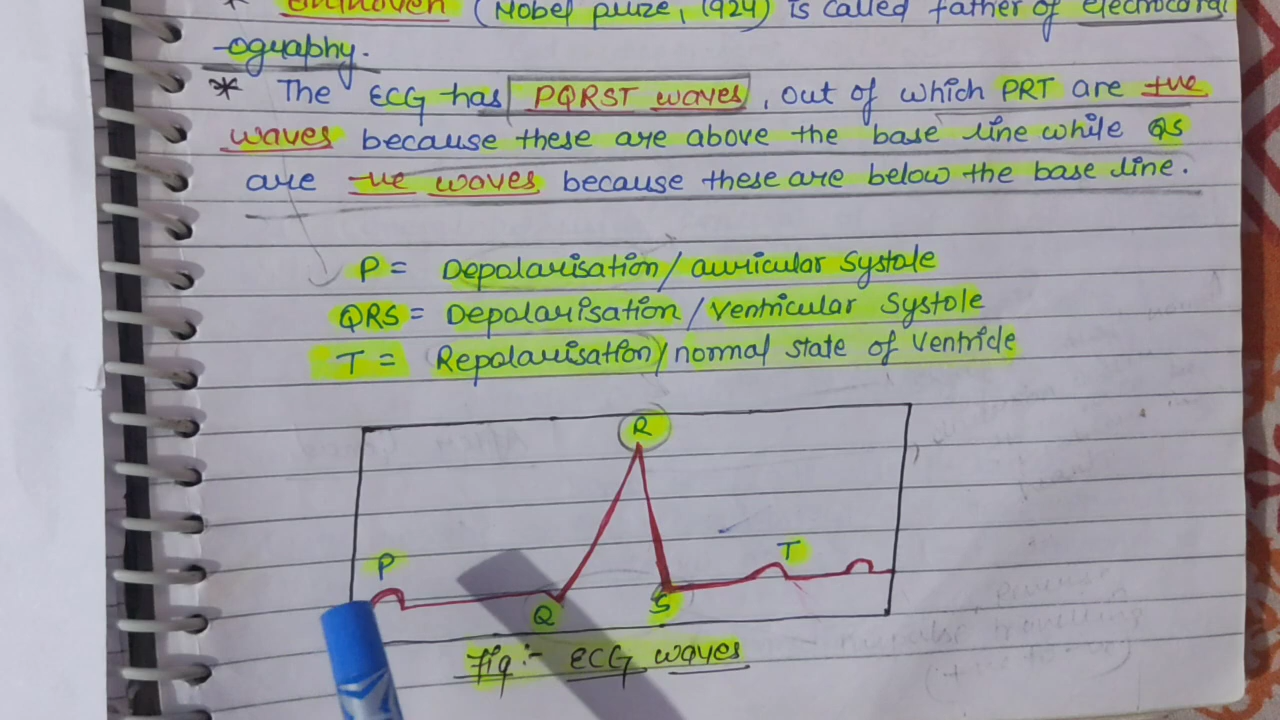 * Einthoven (Nobel prize, 1924) is called father of electrocardi
-ography.
* The ECG has PQRST waves, out of which PRT are +ve
waves because these are above the base line while QS
are -ve waves because these are below the base line.
P = Depolarisation/ auricular systole
QRS = Depolarisation/ ventricular systole
T = Repolarisation/ normal state of ventricle
R
P
T
Q
S
fig:- ECG waves